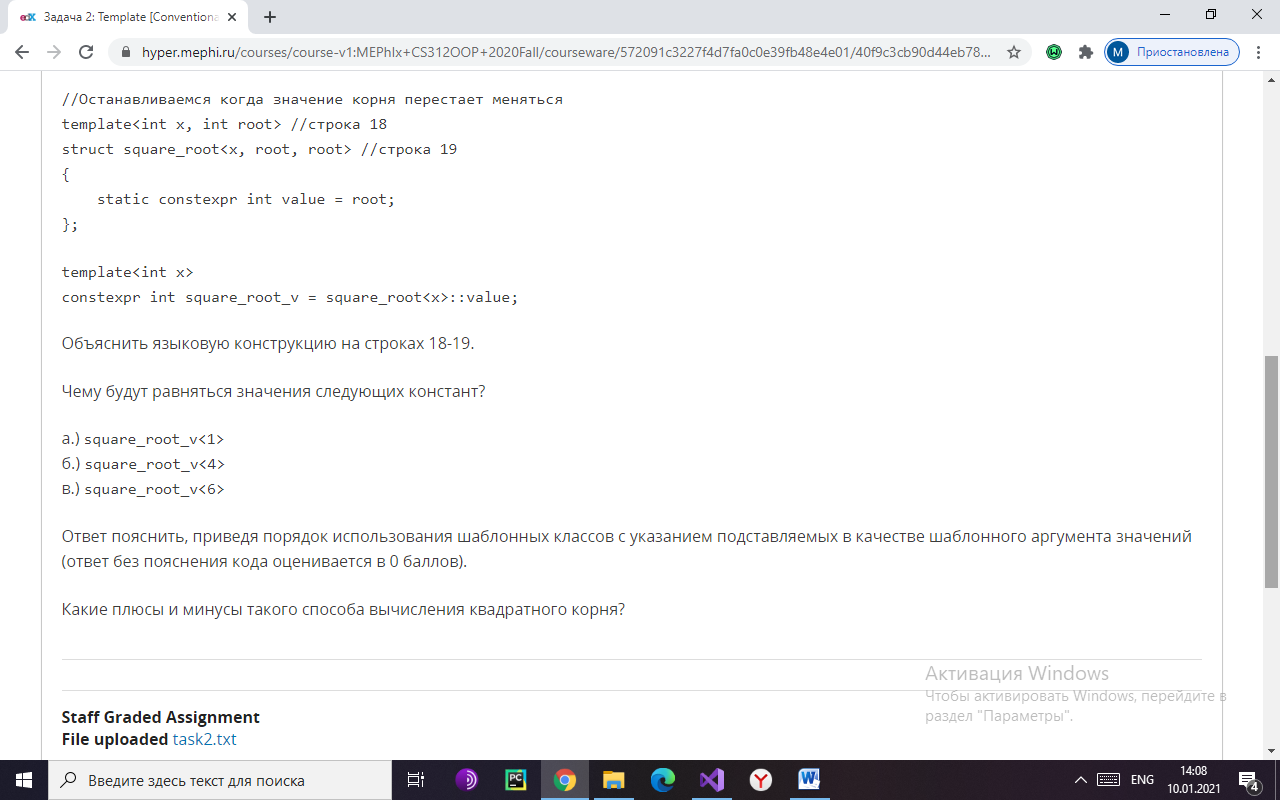 Задача 2: Template [Conventiona
hyper.mephi.ru/courses/course-v1:MEPhIx+CS312OOP+2020Fall/courseware/572091c3227f4d7fa0c0e39fb48e4e01/40f9c3cb90d44eb78...
M Приостановлена
//Останавливаемся когда значение корня перестает меняться
template<int x, int root> //строка 18
struct square_root<x, root, root> //строка 19
{
    static constexpr int value = root;
};
template<int x>
constexpr int square_root_v = square_root<x>::value;
Объяснить языковую конструкцию на строках 18-19.
Чему будут равняться значения следующих констант?
а.) square_root_v<1>
б.) square_root_v<4>
в.) square_root_v<6>
Ответ пояснить, приведя порядок использования шаблонных классов с указанием подставляемых в качестве шаблонного аргумента значений
(ответ без пояснения кода оценивается в 0 баллов).
Какие плюсы и минусы такого способа вычисления квадратного корня?
Активация Windows
Чтобы активировать Windows, перейдите в
раздел "Параметры".
Staff Graded Assignment
File uploaded task2.txt
Введите здесь текст для поиска
ENG
14:08
10.01.2021
4